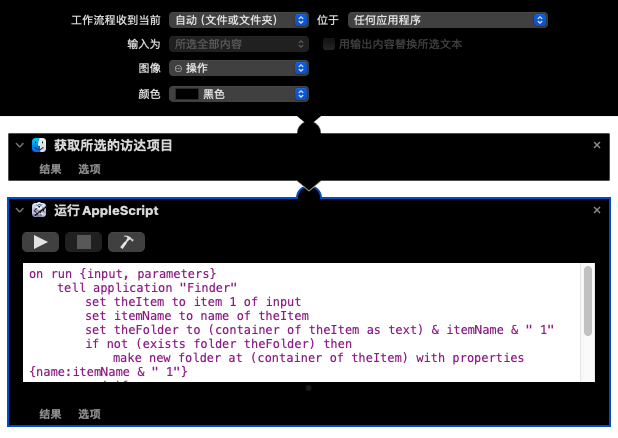 工作流程收到当前 自动 (文件或文件夹) 位于 任何应用程序
输入为 所选全部内容 用输出内容替换所选文本
图像 操作
颜色 黑色
获取所选的访达项目
结果 选项
运行 AppleScript
on run {input, parameters}
    tell application "Finder"
        set theItem to item 1 of input
        set itemName to name of theItem
        set theFolder to (container of theItem as text) & itemName & " 1"
        if not (exists folder theFolder) then
            make new folder at (container of theItem) with properties
{name:itemName & " 1"}
结果 选项